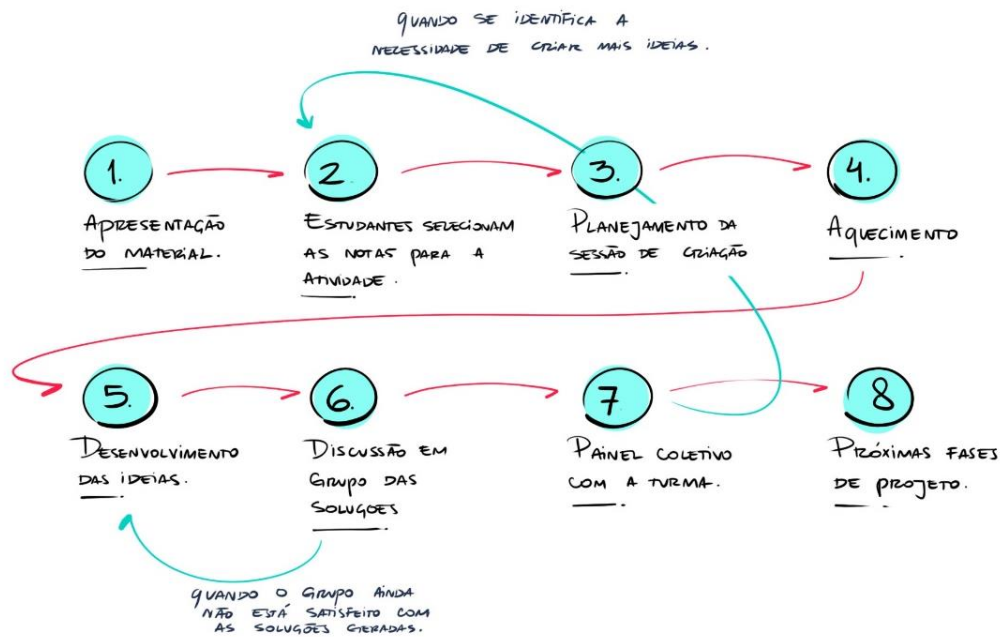 QUANDO SE IDENTIFICA A
NECESSIDADE DE CRIAR MAIS IDEIAS.
1.
2.
3.
4.
APRESENTAÇÃO
DO MATERIAL.
ESTUDANTES SELECIONAM
AS NOTAS PARA A
ATIVIDADE.
PLANEJAMENTO DA
SESSÃO DE CRIAÇÃO
AQUECIMENTO
5.
6.
7
8
DESENVOLVIMENTO
DAS IDEIAS.
DISCUSSÃO EM
GRUPO DAS
SOLUÇÕES
PAINEL COLETIVO
COM A TURMA.
PRÓXIMAS FASES
DE PROJETO.
QUANDO O GRUPO AINDA
NÃO ESTÁ SATISFEITO COM
AS SOLUÇÕES GERADAS.